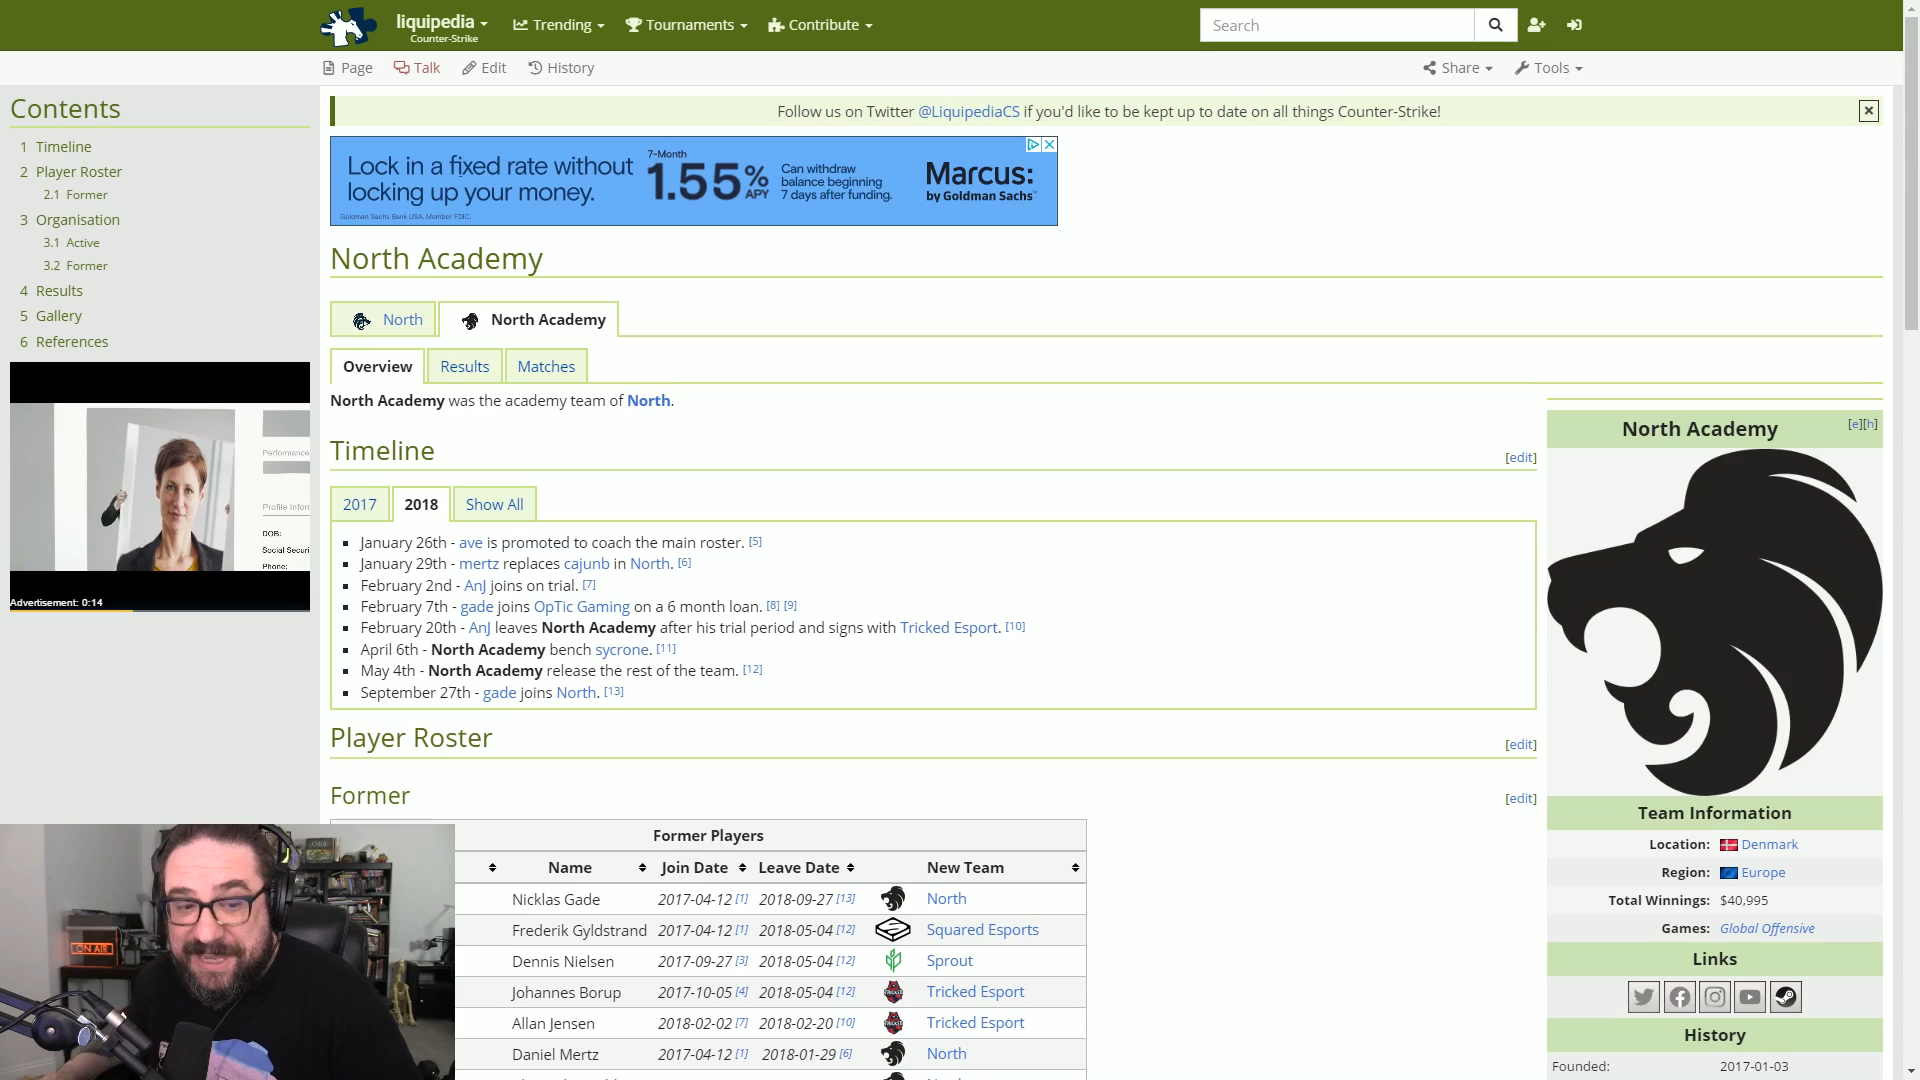 liquipedia
Counter-Strike
Trending
Tournaments
Contribute
Search
Page
Talk
Edit
History
Share
Tools
Contents
1 Timeline
2 Player Roster
2.1 Former
3 Organisation
3.1 Active
3.2 Former
4 Results
5 Gallery
6 References
Performance
Profile Infor
DOB:
Social Securi
Phone:
Advertisement: 0:14
Follow us on Twitter @LiquipediaCS if you'd like to be kept up to date on all things Counter-Strike!
Lock in a fixed rate without
locking up your money.
Goldman Sachs Bank USA. Member FDIC.
7-Month
1.55% APY
Can withdraw
balance beginning
7 days after funding.
Marcus:
by Goldman Sachs
North Academy
North
North Academy
Overview
Results
Matches
North Academy was the academy team of North.
Timeline
[edit]
2017
2018
Show All
January 26th - ave is promoted to coach the main roster. [5]
January 29th - mertz replaces cajunb in North. [6]
February 2nd - AnJ joins on trial. [7]
February 7th - gade joins OpTic Gaming on a 6 month loan. [8] [9]
February 20th - AnJ leaves North Academy after his trial period and signs with Tricked Esport. [10]
April 6th - North Academy bench sycrone. [11]
May 4th - North Academy release the rest of the team. [12]
September 27th - gade joins North. [13]
Player Roster
[edit]
Former
[edit]
Former Players
Name Join Date Leave Date New Team
Nicklas Gade 2017-04-12 [1] 2018-09-27 [13] North
Frederik Gyldstrand 2017-04-12 [1] 2018-05-04 [12] Squared Esports
Dennis Nielsen 2017-09-27 [3] 2018-05-04 [12] Sprout
Johannes Borup 2017-10-05 [4] 2018-05-04 [12] Tricked Esport
Allan Jensen 2018-02-02 [7] 2018-02-20 [10] Tricked Esport
Daniel Mertz 2017-04-12 [1] 2018-01-29 [6] North
North Academy
[e][h]
Team Information
Location: Denmark
Region: Europe
Total Winnings: $40,995
Games: Global Offensive
Links
History
Founded: 2017-01-03
ON AIR